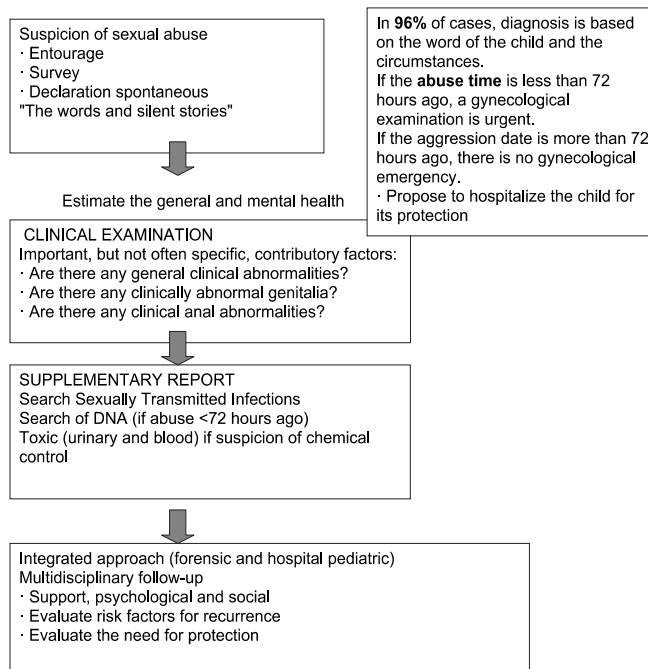 Suspicion of sexual abuse
· Entourage
· Survey
· Declaration spontaneous
"The words and silent stories"
In 96% of cases, diagnosis is based
on the word of the child and the
circumstances.
If the abuse time is less than 72
hours ago, a gynecological
examination is urgent.
If the aggression date is more than 72
hours ago, there is no gynecological
emergency.
· Propose to hospitalize the child for
its protection
Estimate the general and mental health
CLINICAL EXAMINATION
Important, but not often specific, contributory factors:
· Are there any general clinical abnormalities?
· Are there any clinically abnormal genitalia?
· Are there any clinical anal abnormalities?
SUPPLEMENTARY REPORT
Search Sexually Transmitted Infections
Search of DNA (if abuse <72 hours ago)
Toxic (urinary and blood) if suspicion of chemical
control
Integrated approach (forensic and hospital pediatric)
Multidisciplinary follow-up
· Support, psychological and social
· Evaluate risk factors for recurrence
· Evaluate the need for protection